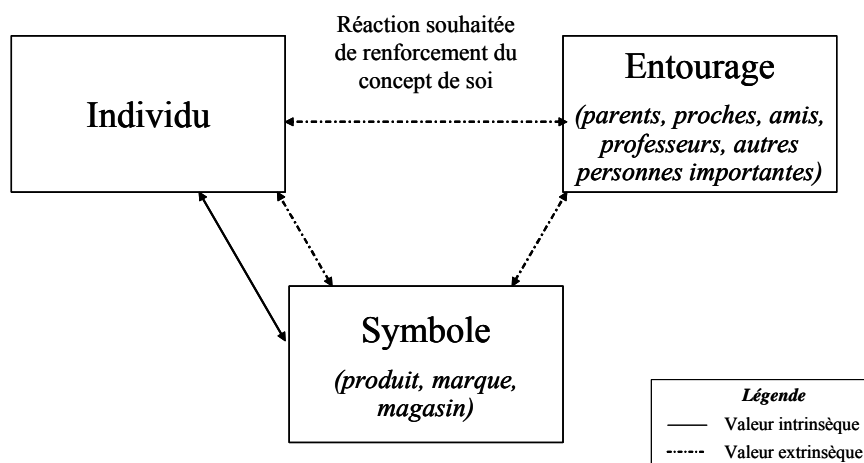 Réaction souhaitée
de renforcement du
concept de soi
Individu
Entourage
(parents, proches, amis,
professeurs, autres
personnes importantes)
Symbole
(produit, marque,
magasin)
Légende
Valeur intrinsèque
Valeur extrinsèque